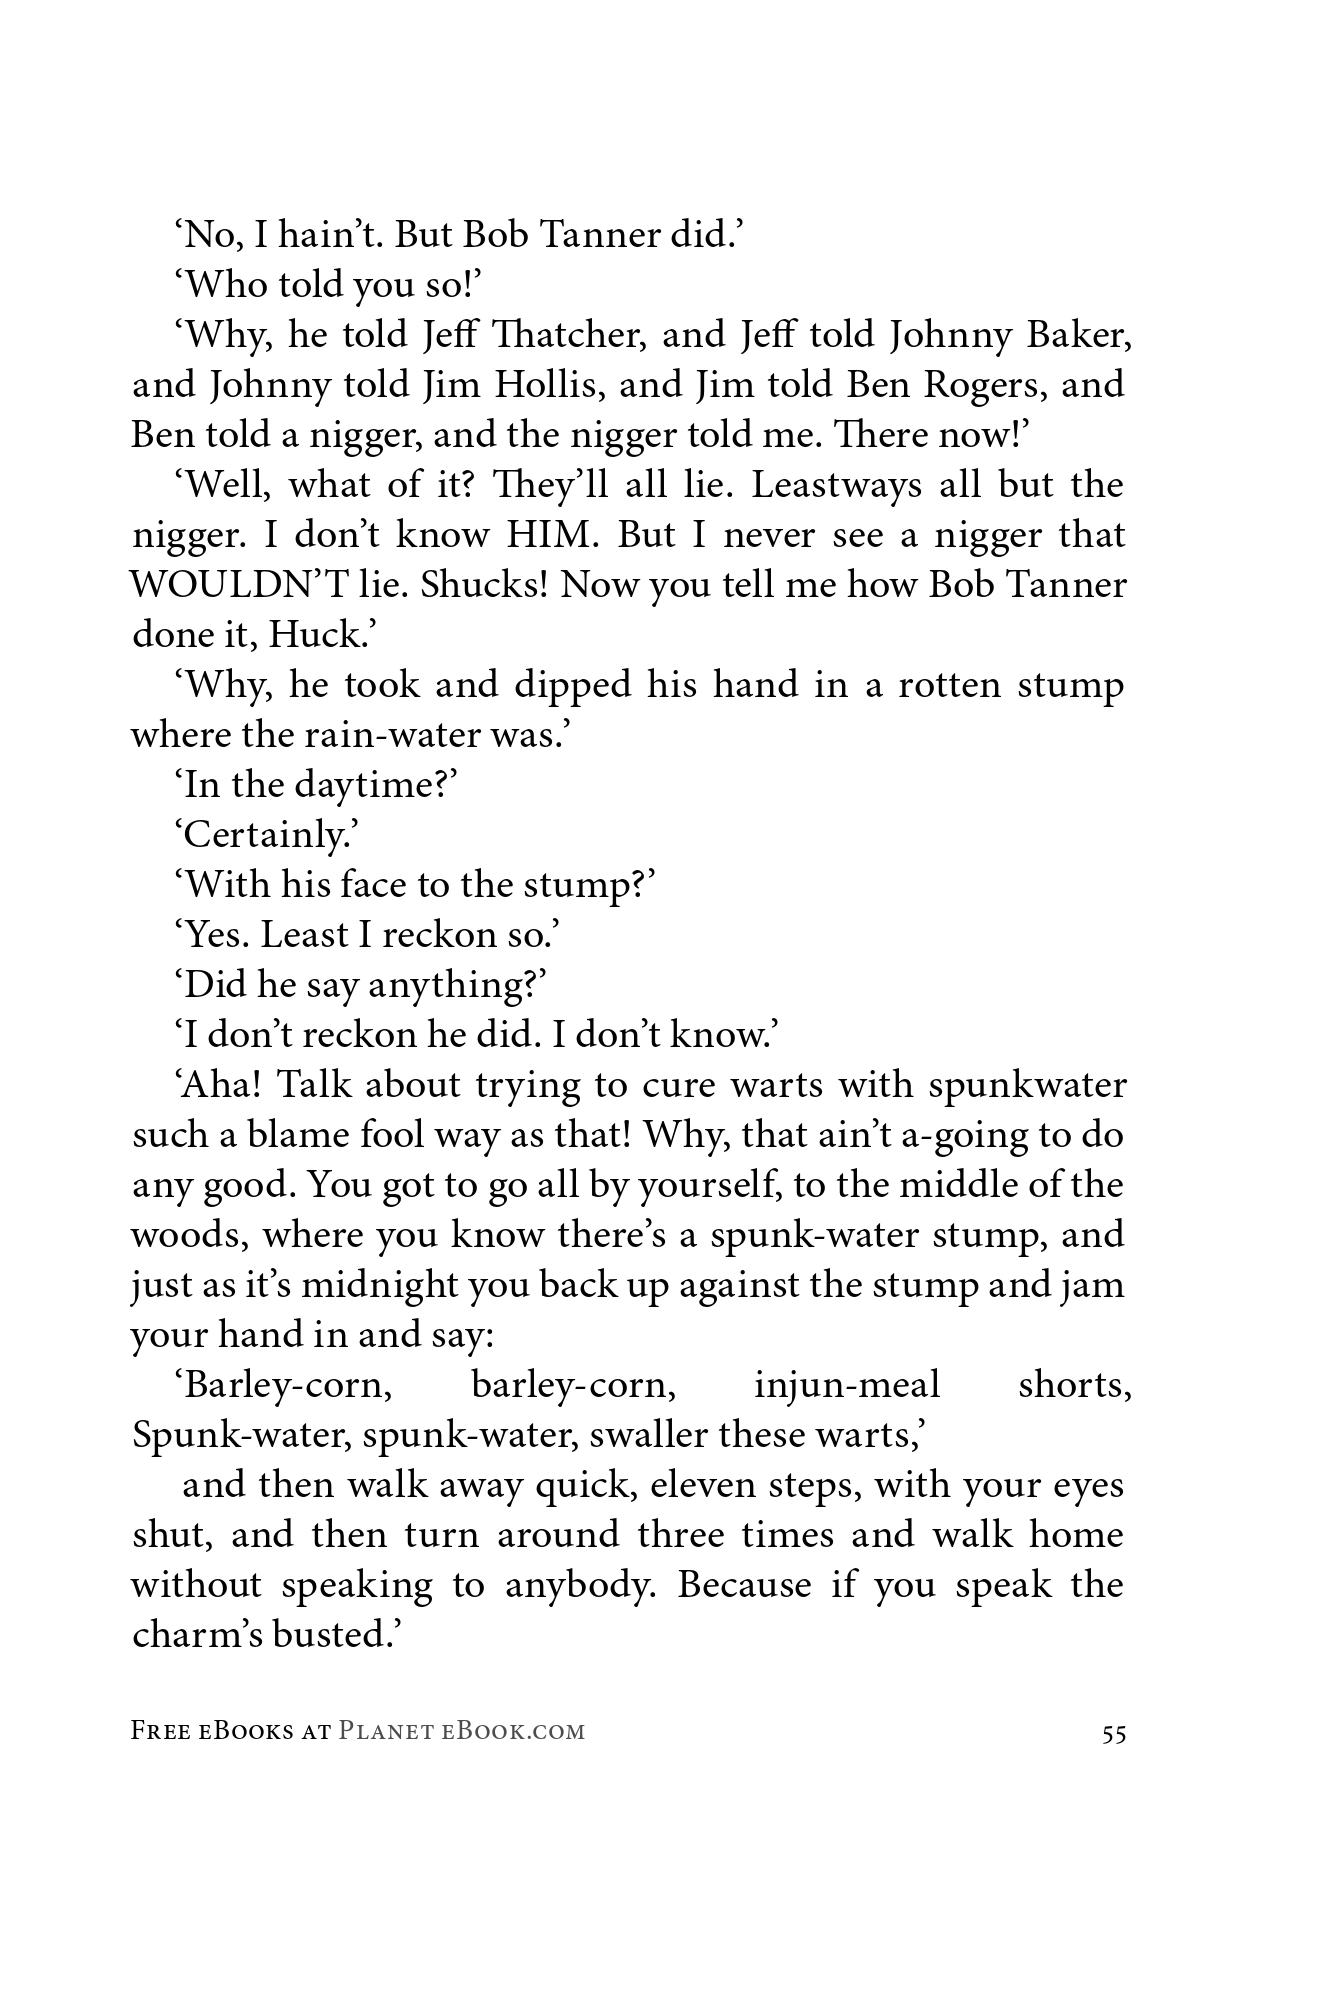 ‘No, I hain’t. But Bob Tanner did.’
‘Who told you so!’
‘Why, he told Jeff Thatcher, and Jeff told Johnny Baker,
and Johnny told Jim Hollis, and Jim told Ben Rogers, and
Ben told a nigger, and the nigger told me. There now!’
‘Well, what of it? They’ll all lie. Leastways all but the
nigger. I don’t know HIM. But I never see a nigger that
WOULDN’T lie. Shucks! Now you tell me how Bob Tanner
done it, Huck.’
‘Why, he took and dipped his hand in a rotten stump
where the rain-water was.’
‘In the daytime?’
‘Certainly.’
‘With his face to the stump?’
‘Yes. Least I reckon so.’
‘Did he say anything?’
‘I don’t reckon he did. I don’t know.’
‘Aha! Talk about trying to cure warts with spunkwater
such a blame fool way as that! Why, that ain’t a-going to do
any good. You got to go all by yourself, to the middle of the
woods, where you know there’s a spunk-water stump, and
just as it’s midnight you back up against the stump and jam
your hand in and say:
‘Barley-corn, barley-corn, injun-meal shorts,
Spunk-water, spunk-water, swaller these warts,’
and then walk away quick, eleven steps, with your eyes
shut, and then turn around three times and walk home
without speaking to anybody. Because if you speak the
charm’s busted.’
Free eBooks at Planet eBook.com 55